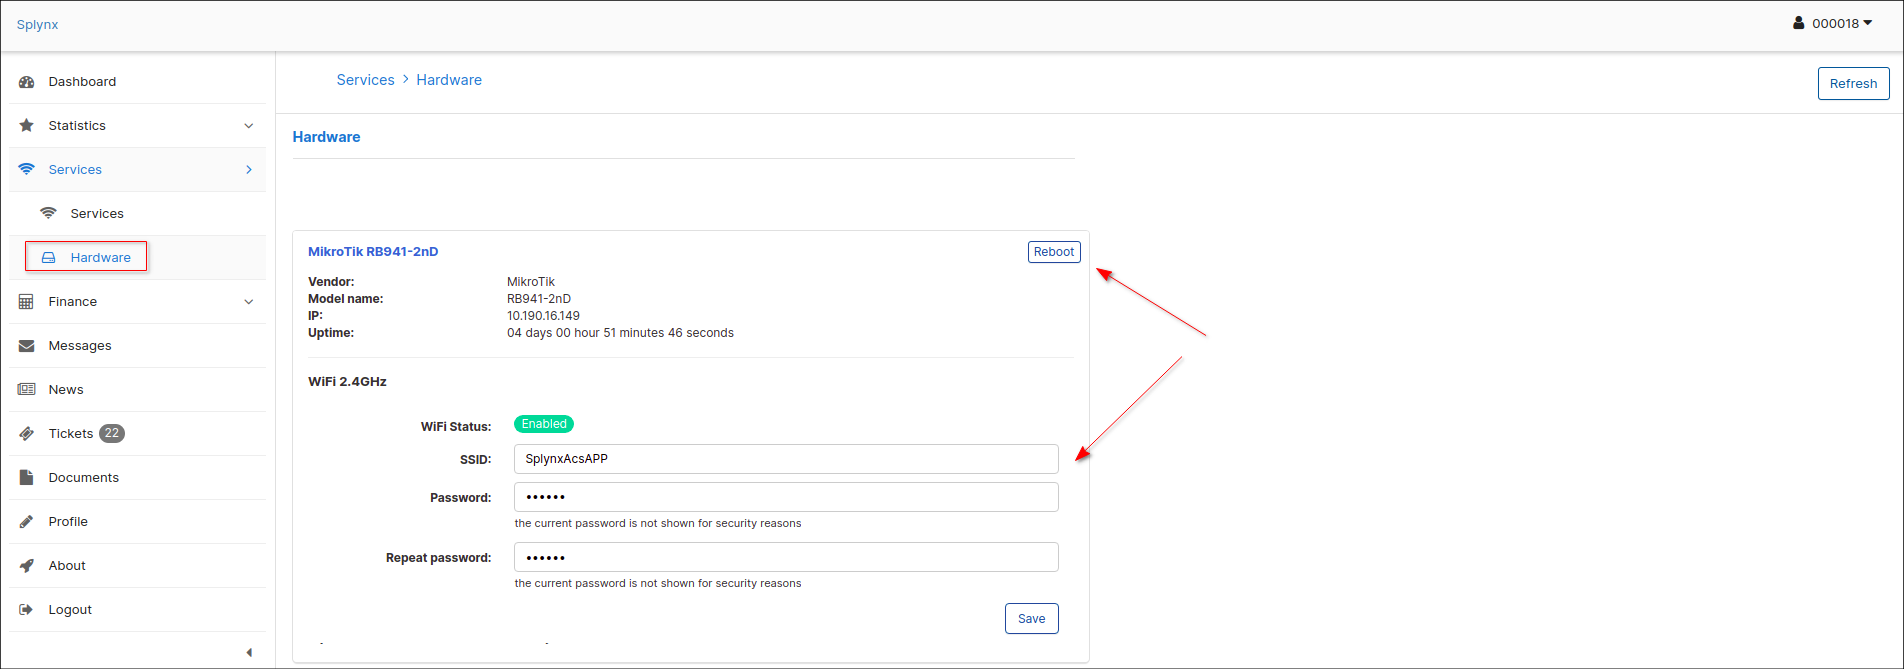 Splynx
000018
Dashboard
Statistics
Services
Services
Hardware
Finance
Messages
News
Tickets 22
Documents
Profile
About
Logout
Services > Hardware
Refresh
Hardware
MikroTik RB941-2nD
Reboot
Vendor: MikroTik
Model name: RB941-2nD
IP: 10.190.16.149
Uptime: 04 days 00 hour 51 minutes 46 seconds
WiFi 2.4GHz
WiFi Status: Enabled
SSID: SplynxAcsAPP
Password: ••••••
the current password is not shown for security reasons
Repeat password: ••••••
the current password is not shown for security reasons
Save